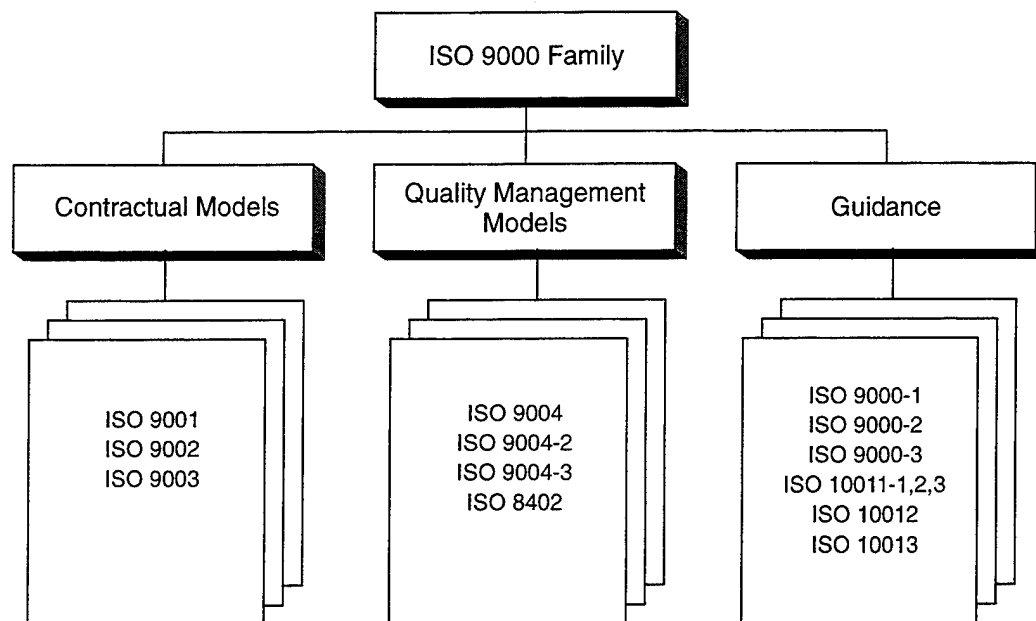 ISO 9000 Family
Contractual Models
Quality Management
Models
Guidance
ISO 9001
ISO 9002
ISO 9003
ISO 9004
ISO 9004-2
ISO 9004-3
ISO 8402
ISO 9000-1
ISO 9000-2
ISO 9000-3
ISO 10011-1,2,3
ISO 10012
ISO 10013